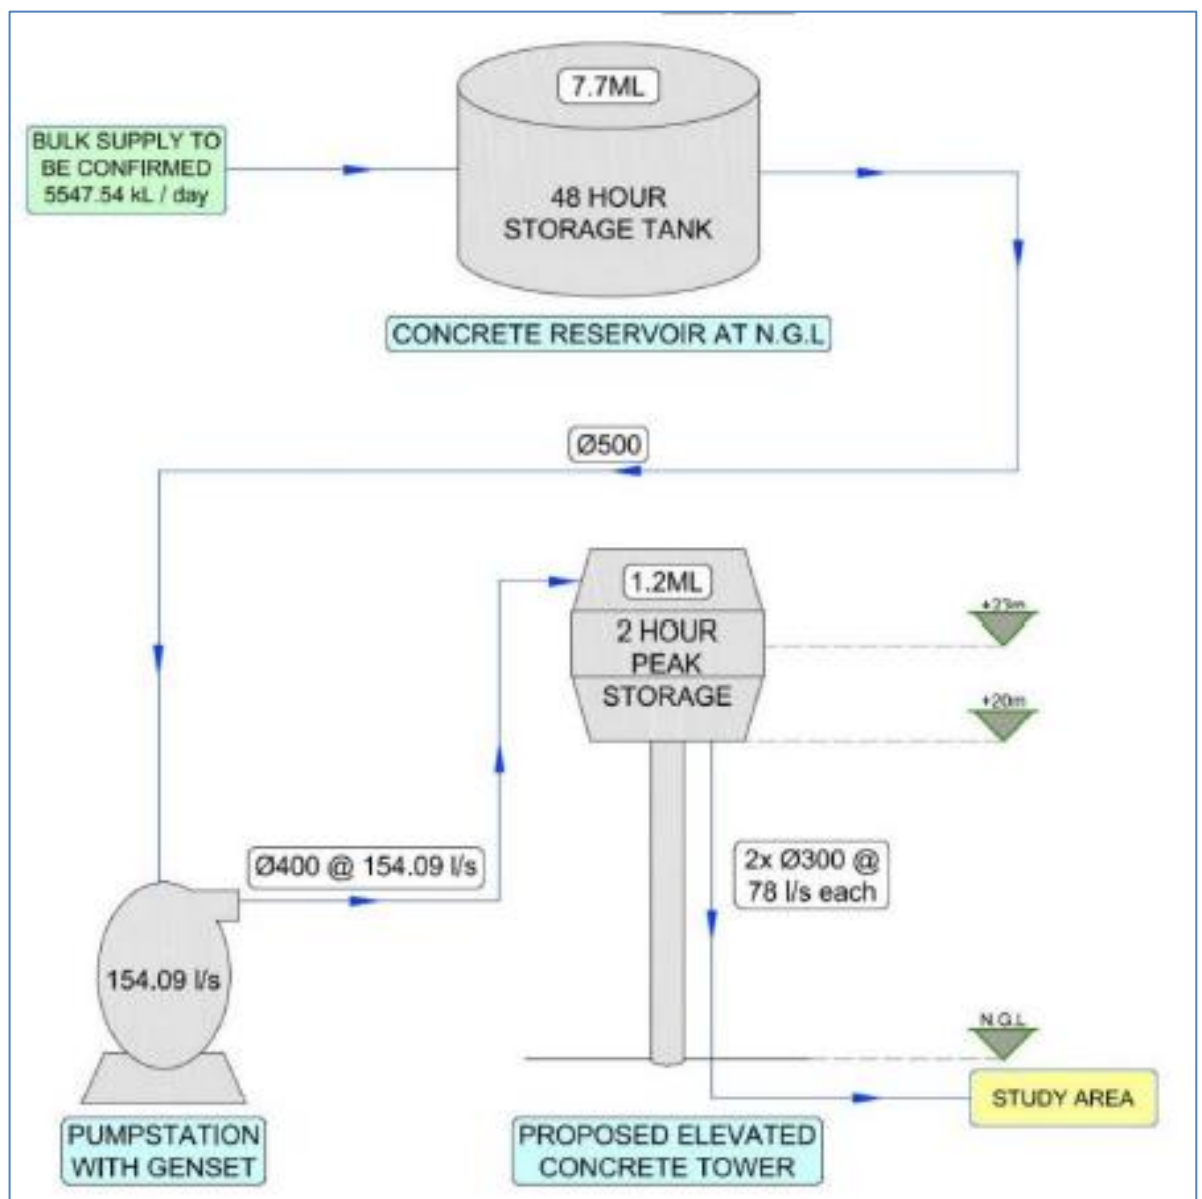 7.7ML
BULK SUPPLY TO
BE CONFIRMED
5547.54 kL / day
48 HOUR
STORAGE TANK
CONCRETE RESERVOIR AT N.G.L
Ø500
1.2ML
2 HOUR
PEAK
STORAGE
+23m
+20m
Ø400 @ 154.09 l/s
2x Ø300 @
78 l/s each
154.09 l/s
N.G.L
STUDY AREA
PUMPSTATION
WITH GENSET
PROPOSED ELEVATED
CONCRETE TOWER